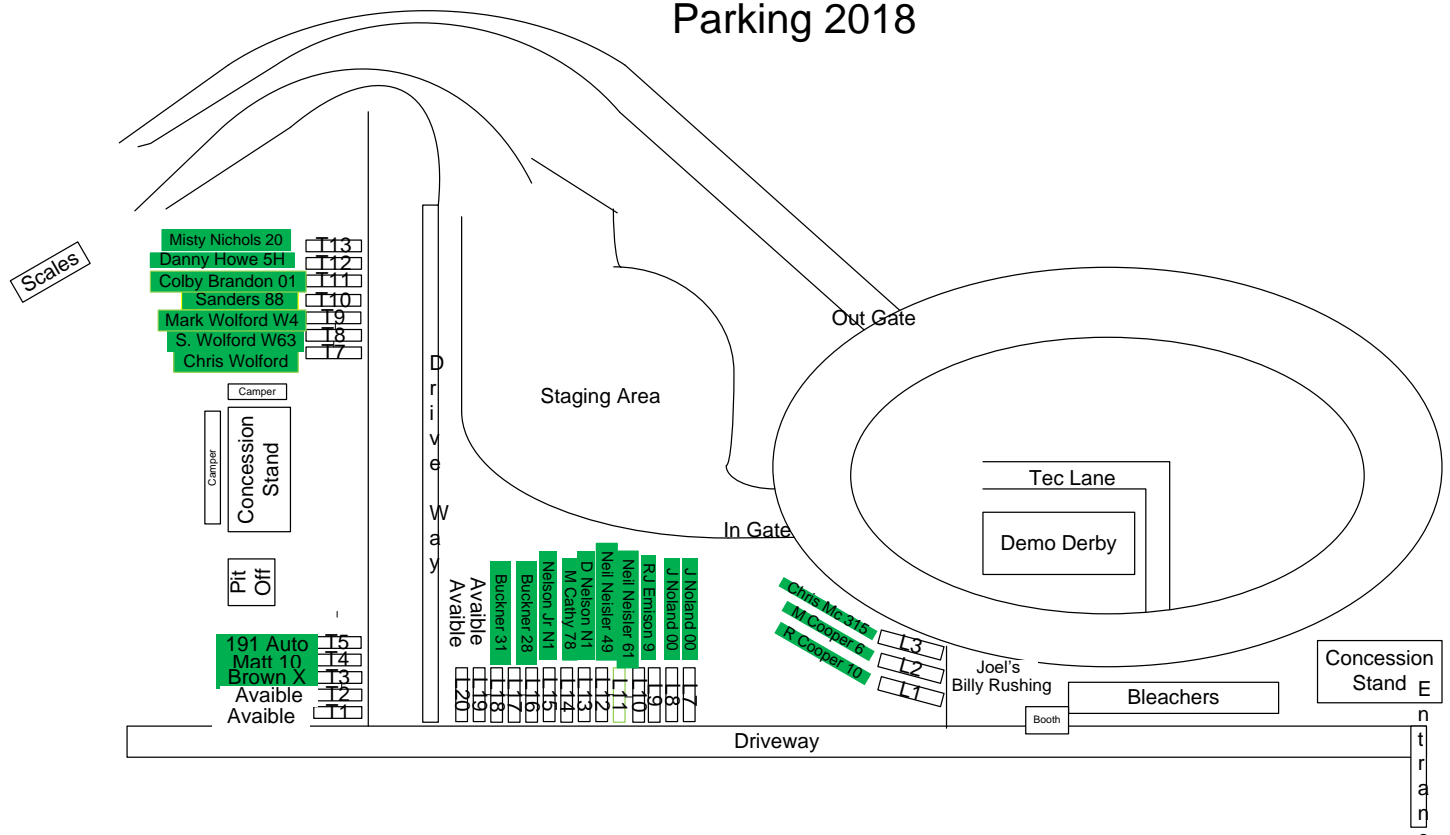 Parking 2018
Scales
Misty Nichols 20
T13
Danny Howe 5H
T12
Colby Brandon 01
T11
Sanders 88
T10
Mark Wolford W4
T9
S. Wolford W63
T8
Chris Wolford
T7
Camper
Camper
Concession
Stand
Pit
Off
191 Auto
T5
Matt 10
T4
Brown X
T3
Avaible
T2
Avaible
T1
Drive Way
Staging Area
Out Gate
In Gate
Tec Lane
Demo Derby
Avaible
Avaible
Buckner 31
Buckner 28
Nelson Jr N1
M Cathy 78
D Nelson N1
Neil Neisler 49
Neil Neisler 61
RJ Emison 9
J Noland 00
J Noland 00
L20
L19
L18
L17
L16
L15
L14
L13
L12
L11
L10
L9
L8
L7
Chris Mc 315
L3
M Cooper 6
L2
R Cooper 10
L1
Joel's
Billy Rushing
Booth
Bleachers
Concession
Stand
Driveway
Entran